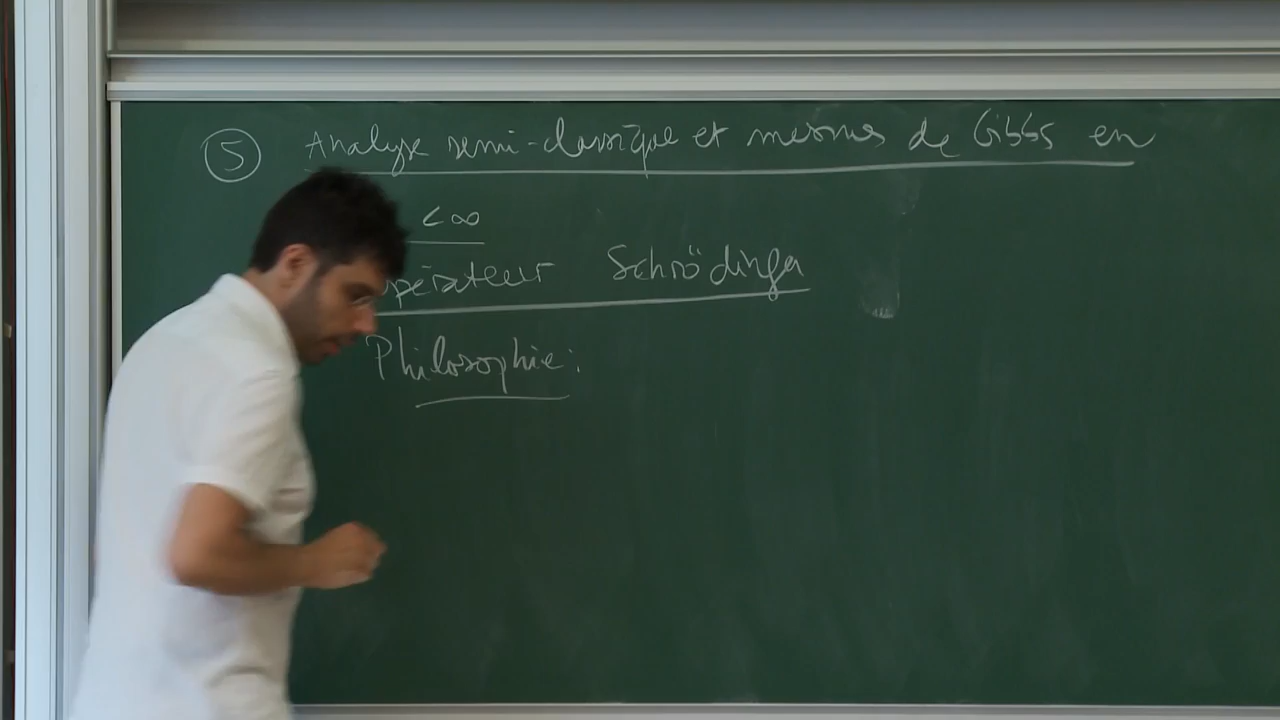 ⑤ Analyse semi-classique et mesures de Gibbs en
< ∞
pérateur Schrödinger
Philosophie :